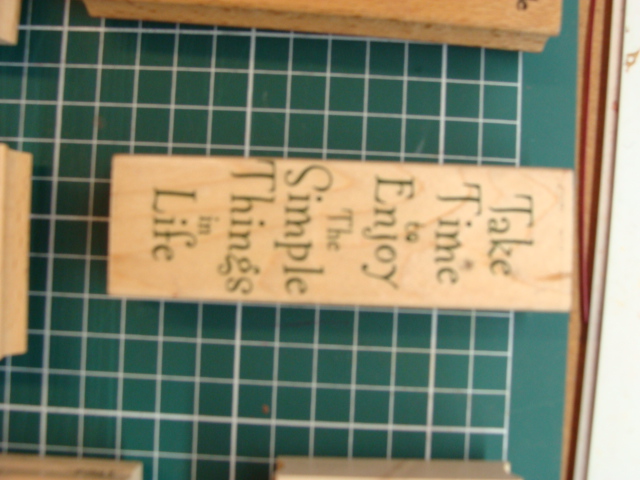 Take
Time
to
Enjoy
The
Simple
Things
in
Life